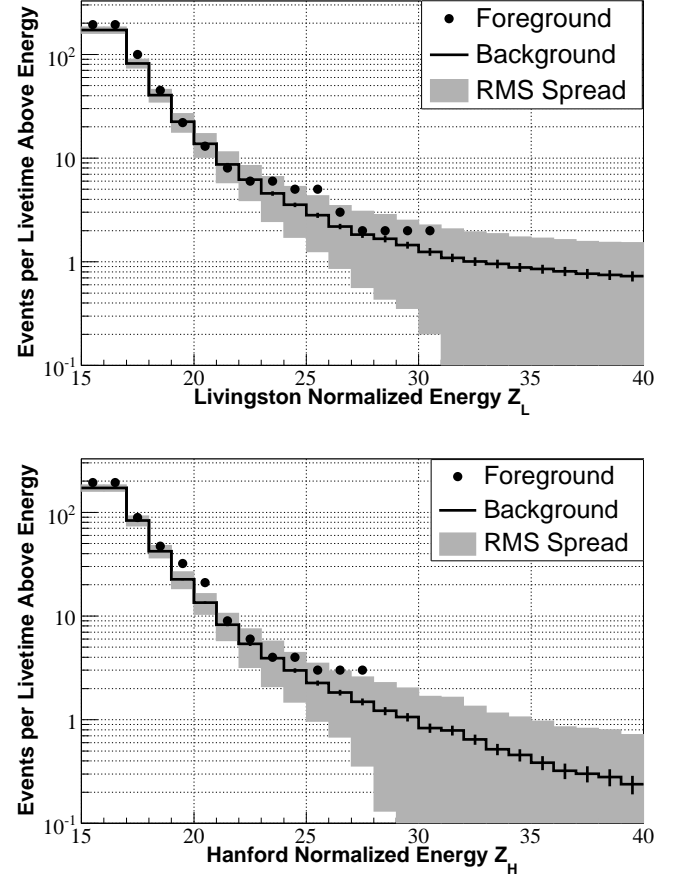 Events per Livetime Above Energy
10²
10
1
10⁻¹
Foreground
Background
RMS Spread
15 20 25 30 35 40
Livingston Normalized Energy Z_L
Events per Livetime Above Energy
10²
10
1
10⁻¹
Foreground
Background
RMS Spread
15 20 25 30 35 40
Hanford Normalized Energy Z_H